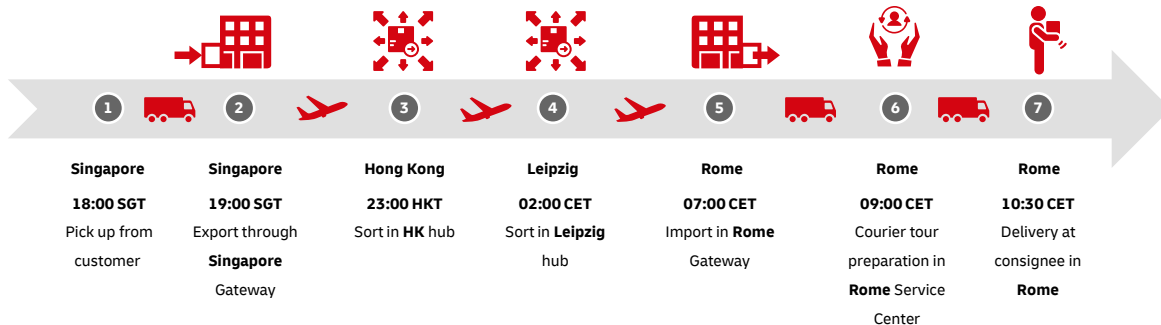 1
2
3
4
5
6
7
Singapore
18:00 SGT
Pick up from
customer
Singapore
19:00 SGT
Export through
Singapore
Gateway
Hong Kong
23:00 HKT
Sort in HK hub
Leipzig
02:00 CET
Sort in Leipzig
hub
Rome
07:00 CET
Import in Rome
Gateway
Rome
09:00 CET
Courier tour
preparation in
Rome Service
Center
Rome
10:30 CET
Delivery at
consignee in
Rome